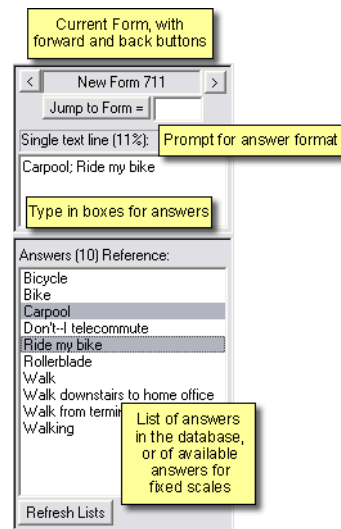 Current Form, with
forward and back buttons
< New Form 711 >
Jump to Form =
Single text line (11%):
Prompt for answer format
Carpool; Ride my bike
Type in boxes for answers
Answers (10) Reference:
Bicycle
Bike
Carpool
Don't--I telecommute
Ride my bike
Rollerblade
Walk
Walk downstairs to home office
Walk from termin
Walking
List of answers
in the database,
or of available
answers for
fixed scales
Refresh Lists